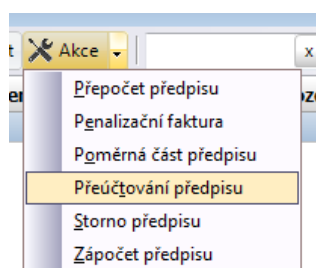 Akce
x
Přepočet předpisu
Penalizační faktura
Poměrná část předpisu
Přeúčtování předpisu
Storno předpisu
Zápočet předpisu